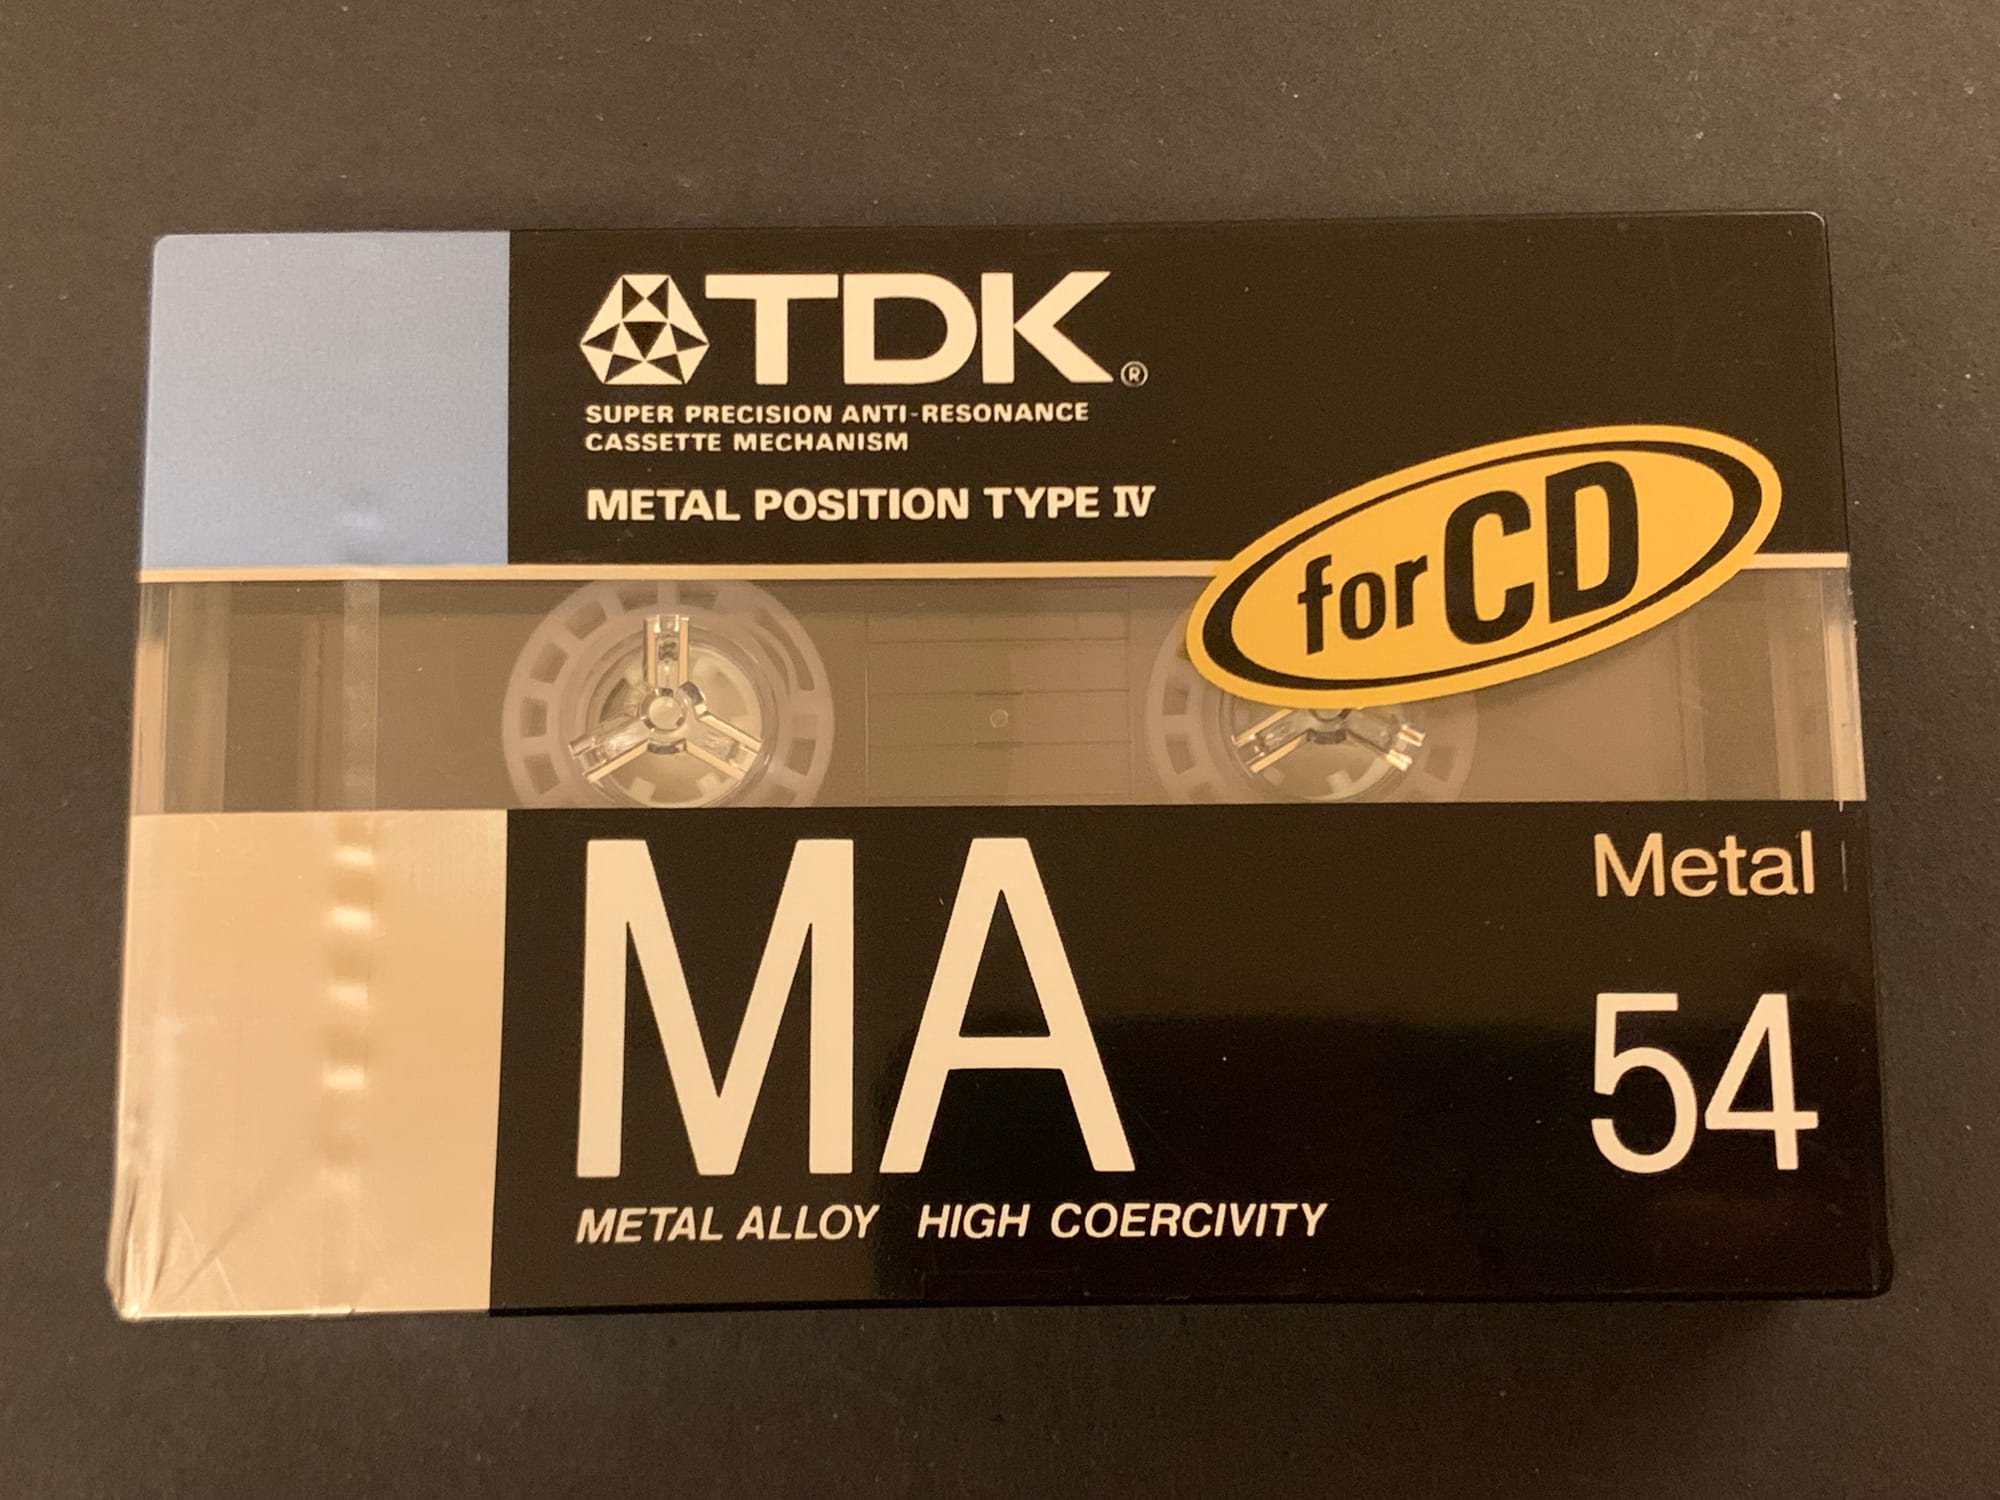 TDK®
SUPER PRECISION ANTI-RESONANCE
CASSETTE MECHANISM
METAL POSITION TYPE IV
for CD
MA
Metal
54
METAL ALLOY HIGH COERCIVITY